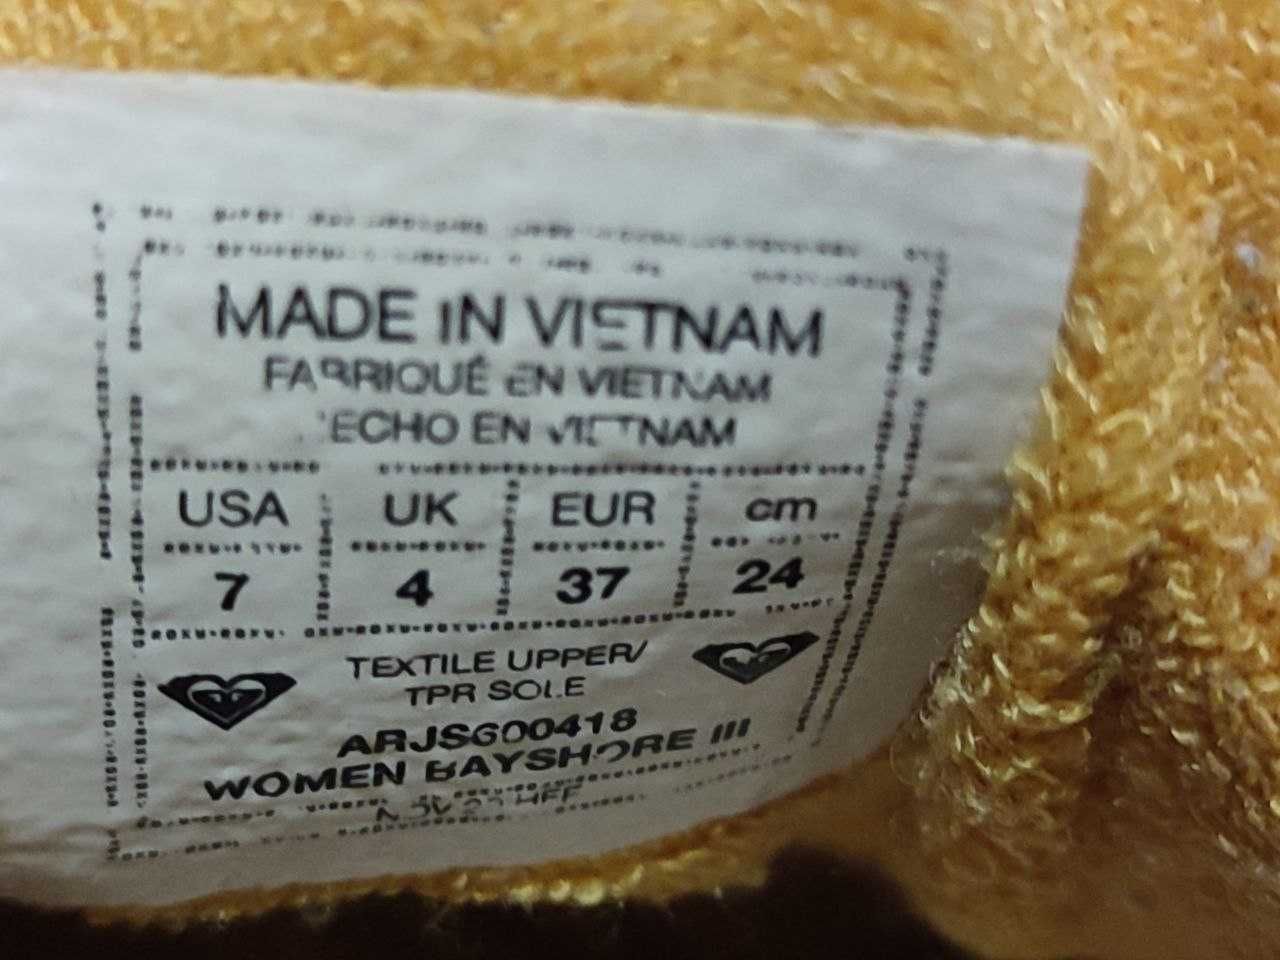 MADE IN VIETNAM
FABRIQUÉ EN VIETNAM
ECHO EN VIETNAM
USA UK EUR cm
7 4 37 24
TEXTILE UPPER/
TPR SOLE
ARJS600418
WOMEN BAYSHORE III